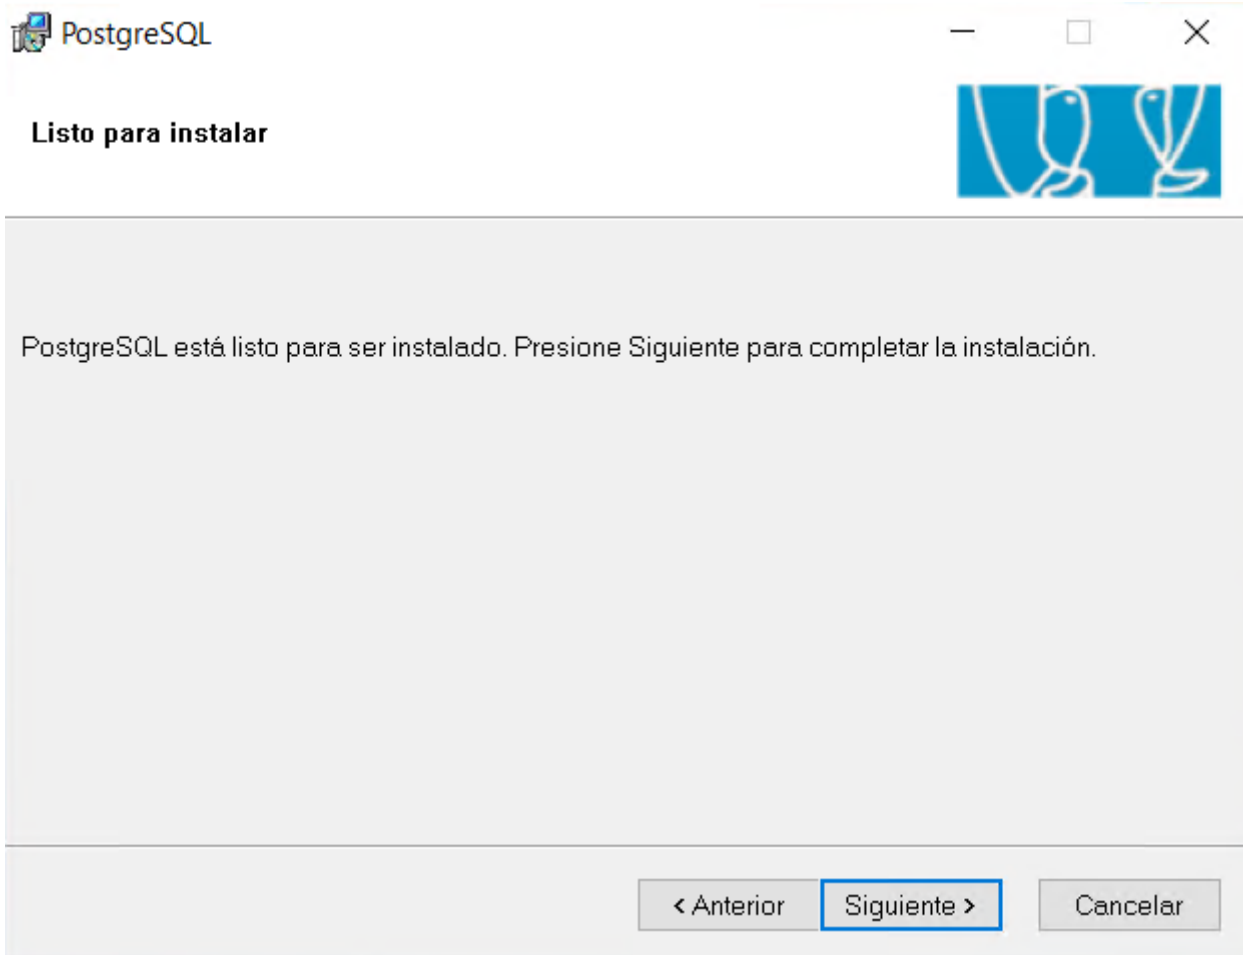 PostgreSQL
Listo para instalar
PostgreSQL está listo para ser instalado. Presione Siguiente para completar la instalación.
< Anterior
Siguiente >
Cancelar